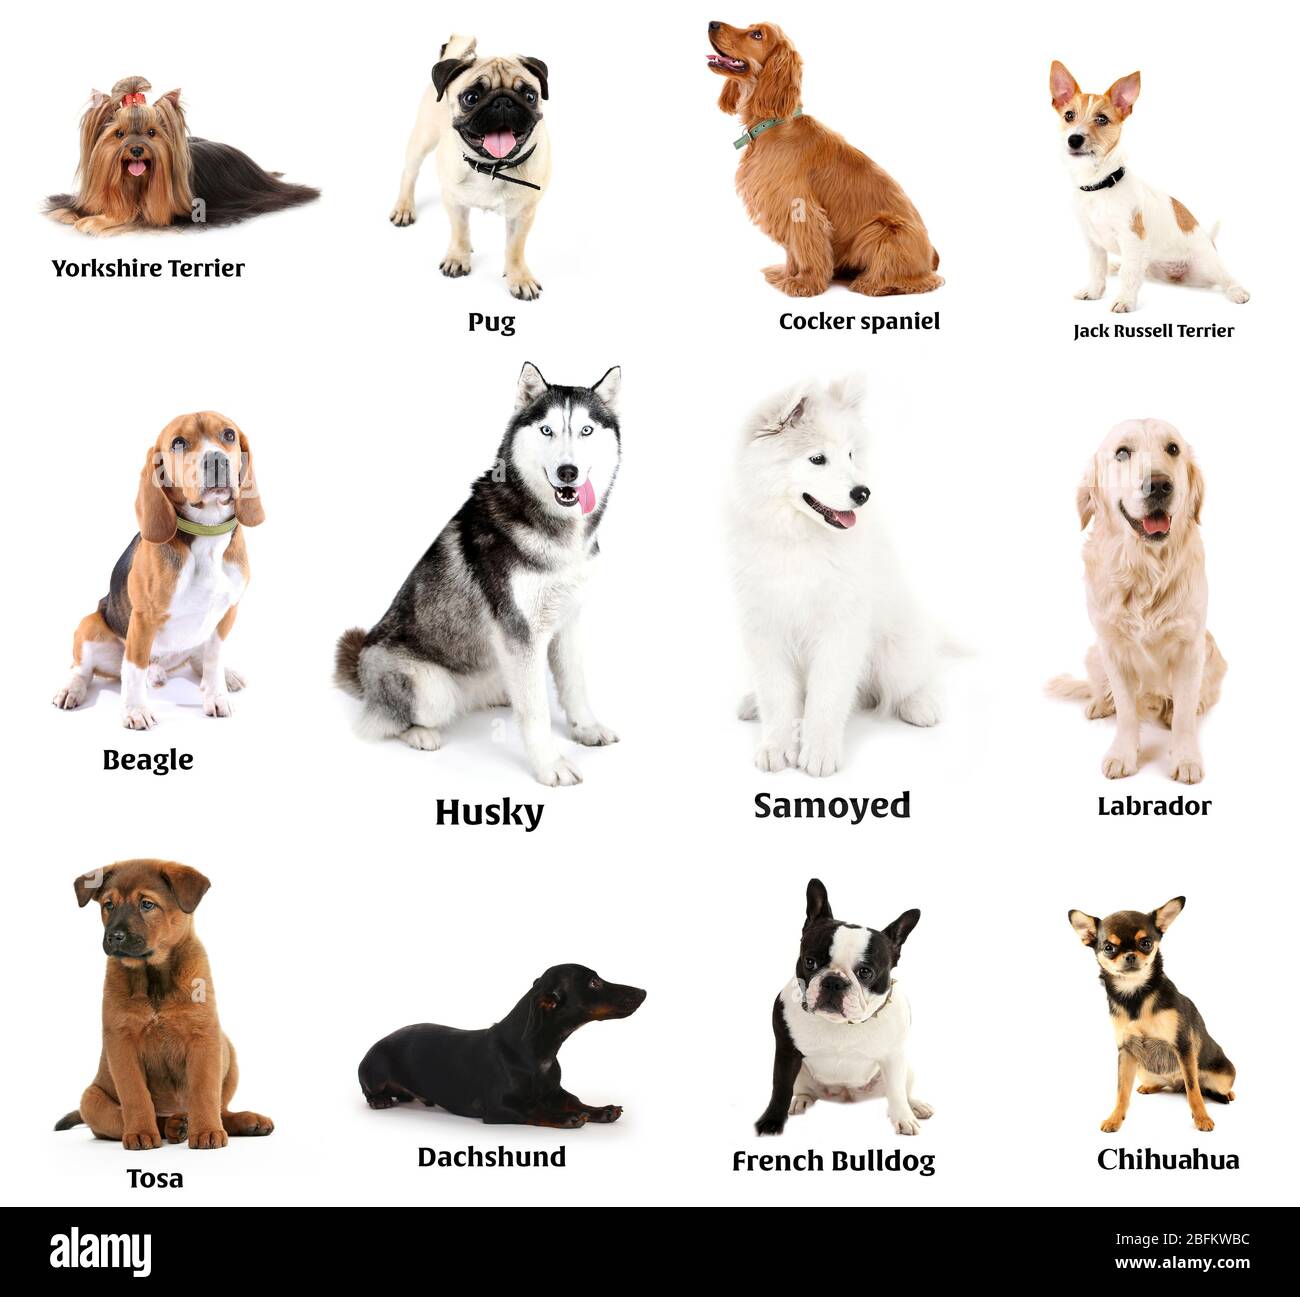 Yorkshire Terrier
Pug
Cocker spaniel
Jack Russell Terrier
Beagle
Husky
Samoyed
Labrador
Tosa
Dachshund
French Bulldog
Chihuahua
alamy
Image ID: 2BFKWBC
www.alamy.com